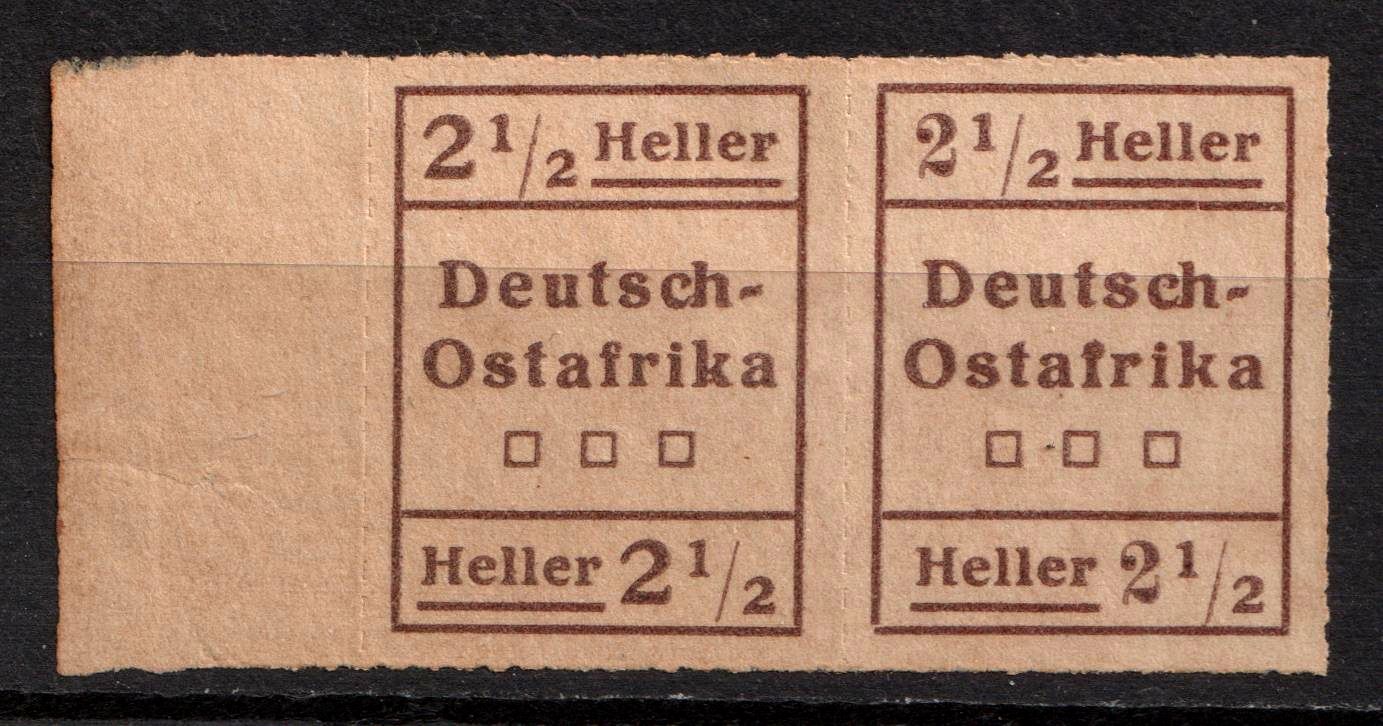 2 1/2 Heller
Deutsch-
Ostafrika
Heller 2 1/2
2 1/2 Heller
Deutsch-
Ostafrika
Heller 2 1/2